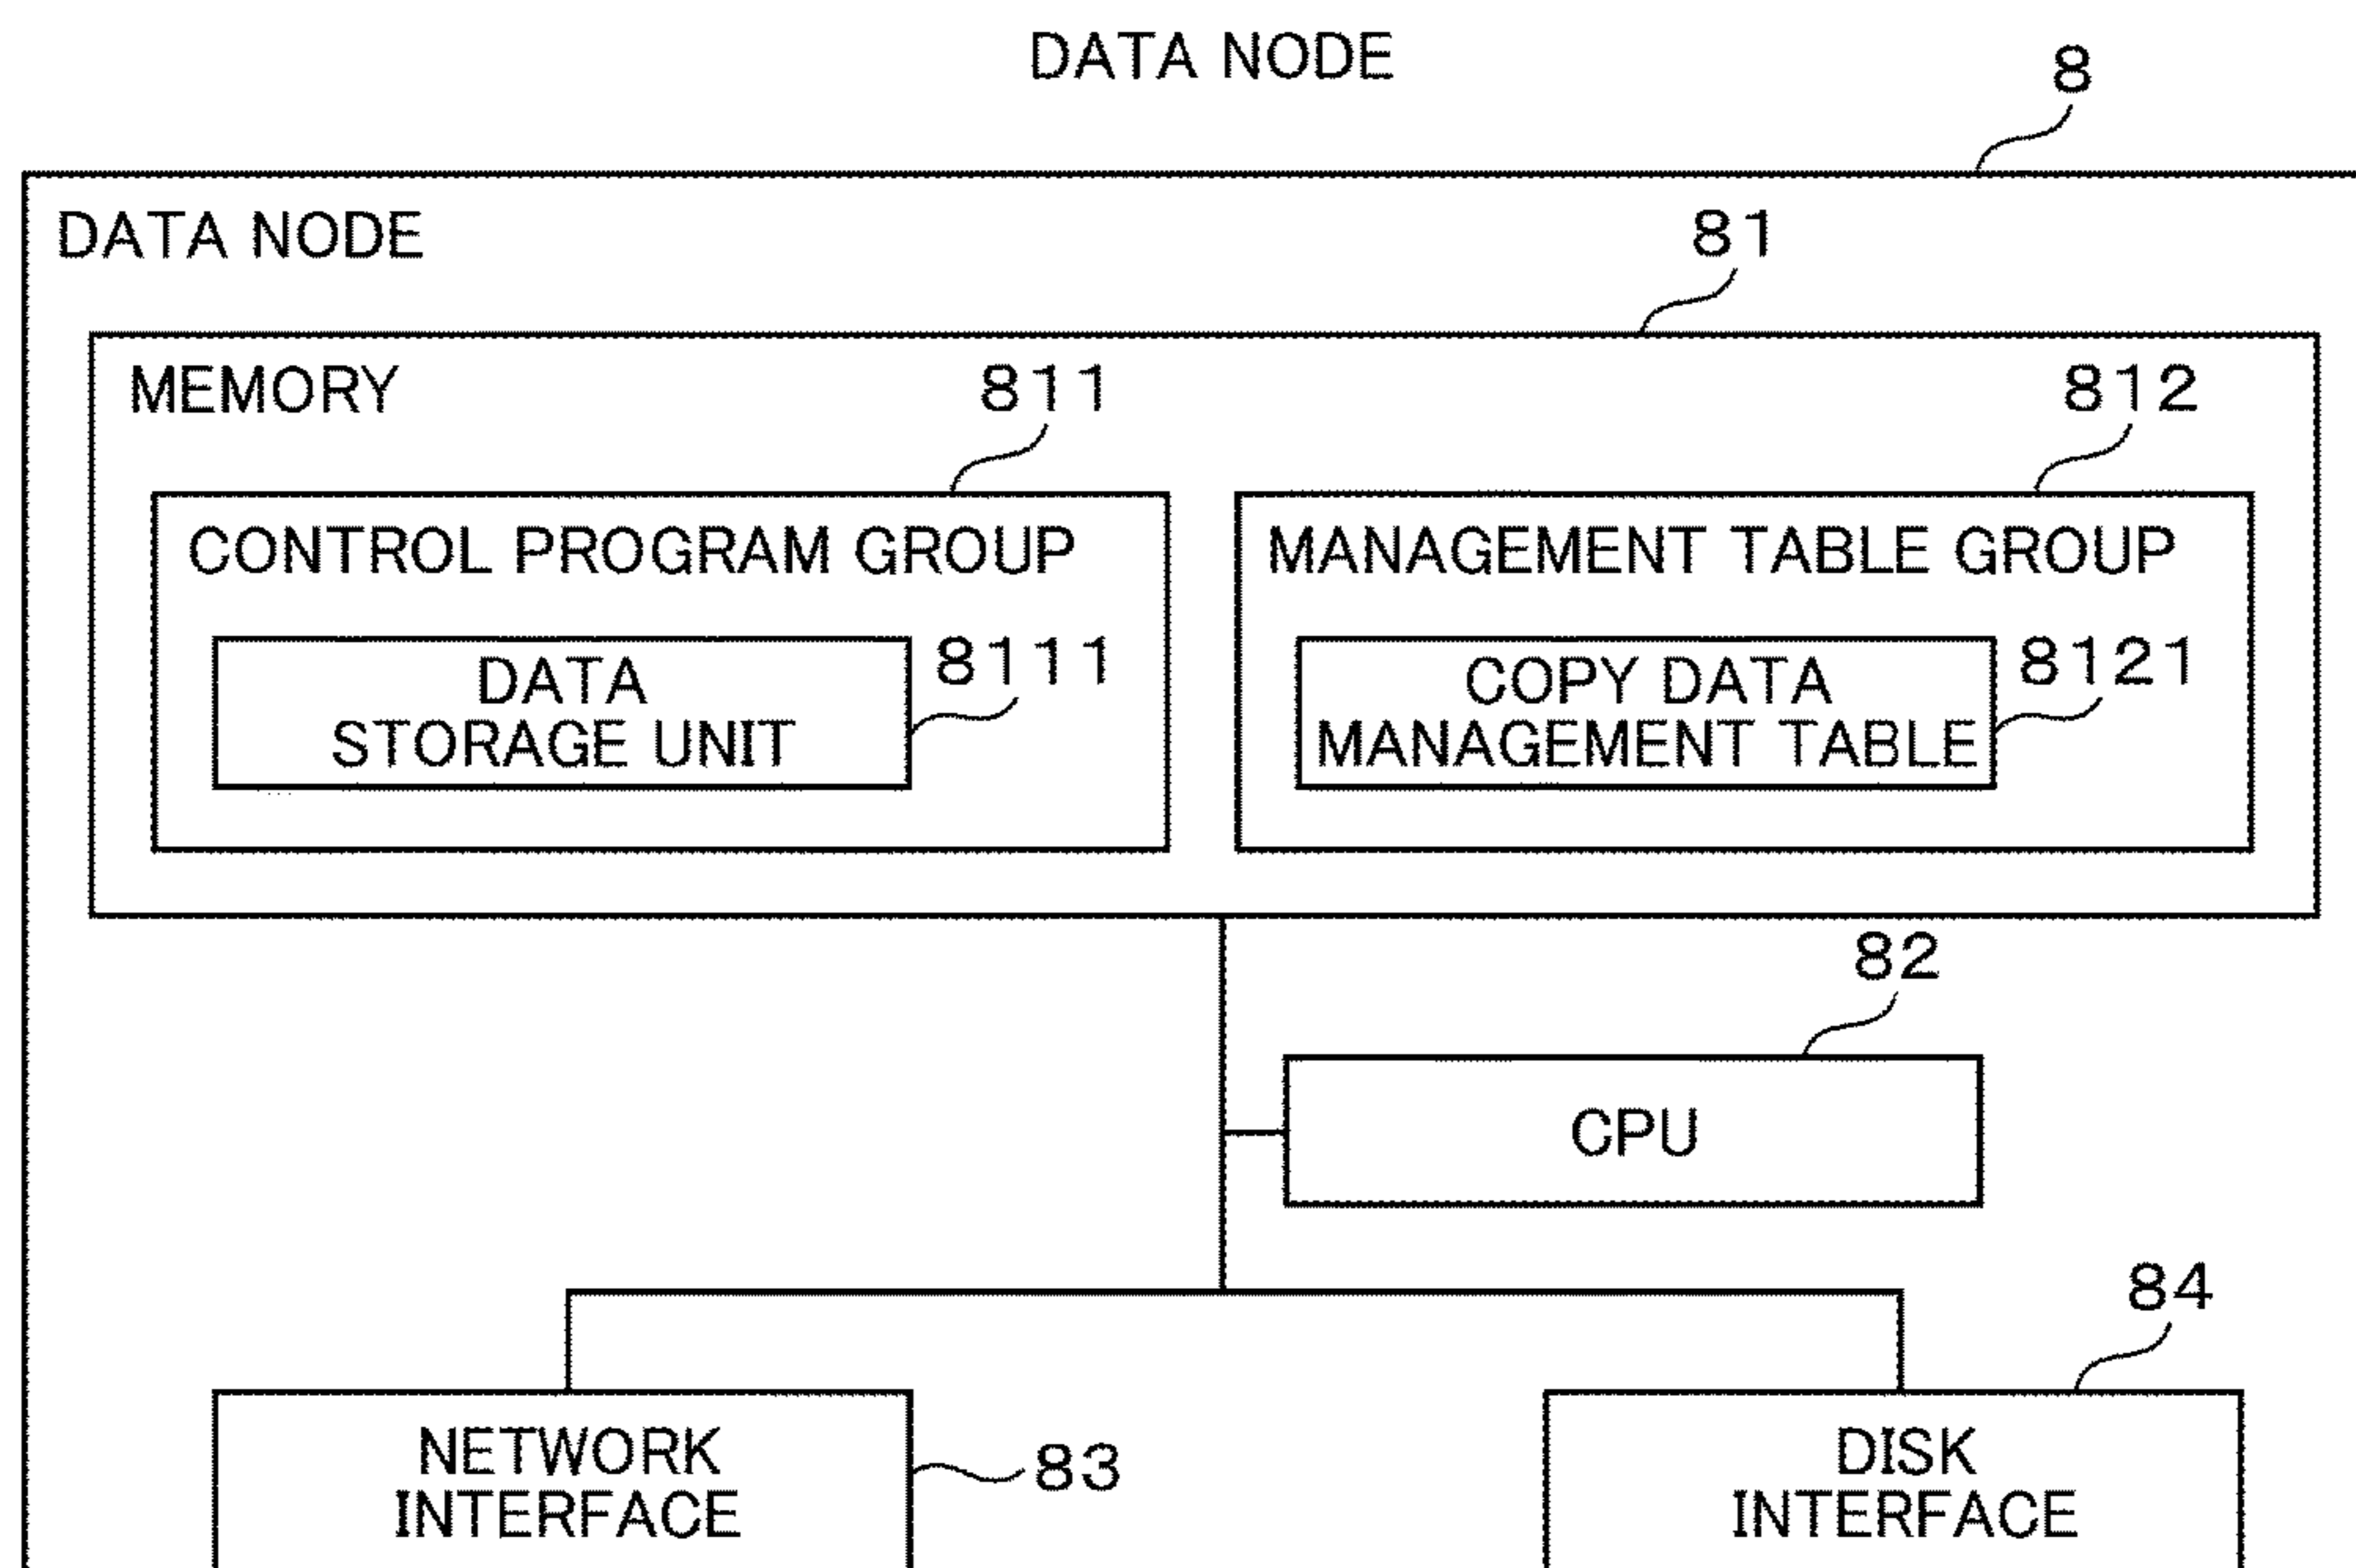 DATA NODE
8
DATA NODE
81
MEMORY
811
812
CONTROL PROGRAM GROUP
MANAGEMENT TABLE GROUP
DATA
STORAGE UNIT
8111
COPY DATA
MANAGEMENT TABLE
8121
82
CPU
84
NETWORK
INTERFACE
83
DISK
INTERFACE